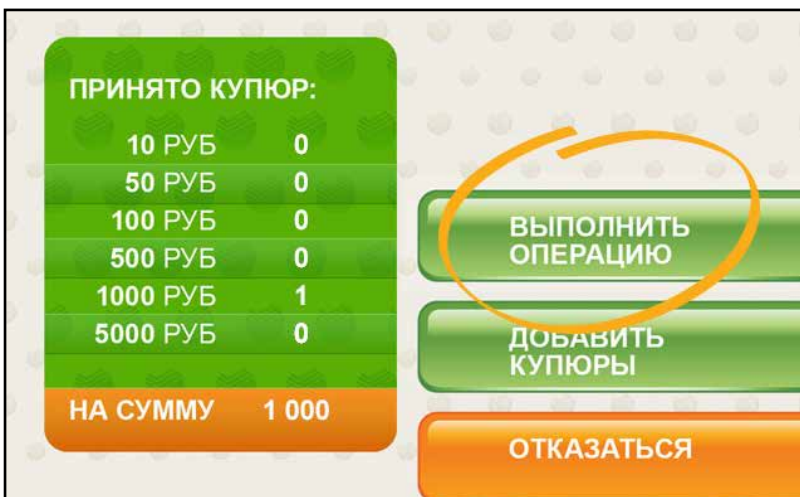 ПРИНЯТО КУПЮР:
10 РУБ 0
50 РУБ 0
100 РУБ 0
500 РУБ 0
1000 РУБ 1
5000 РУБ 0
НА СУММУ 1 000
ВЫПОЛНИТЬ
ОПЕРАЦИЮ
ДОБАВИТЬ
КУПЮРЫ
ОТКАЗАТЬСЯ